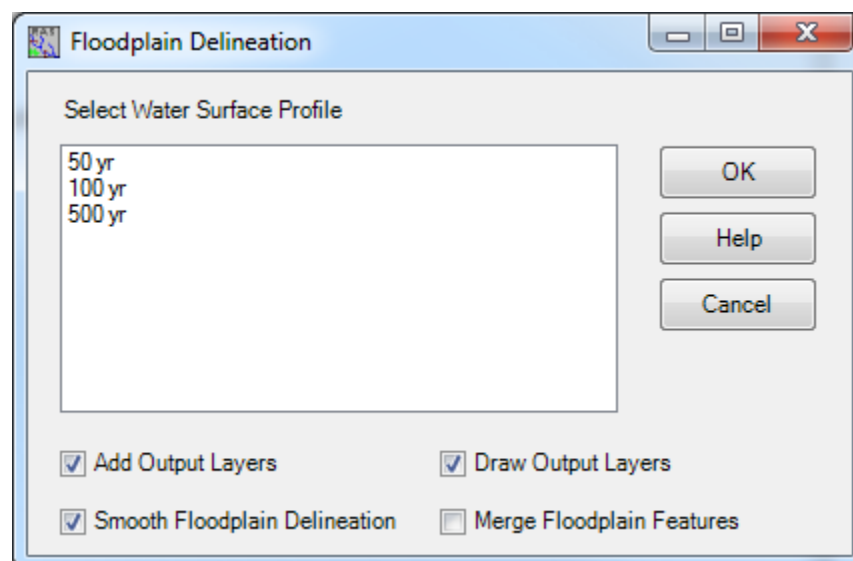 Floodplain Delineation
Select Water Surface Profile
50 yr
100 yr
500 yr
OK
Help
Cancel
Add Output Layers
Draw Output Layers
Smooth Floodplain Delineation
Merge Floodplain Features